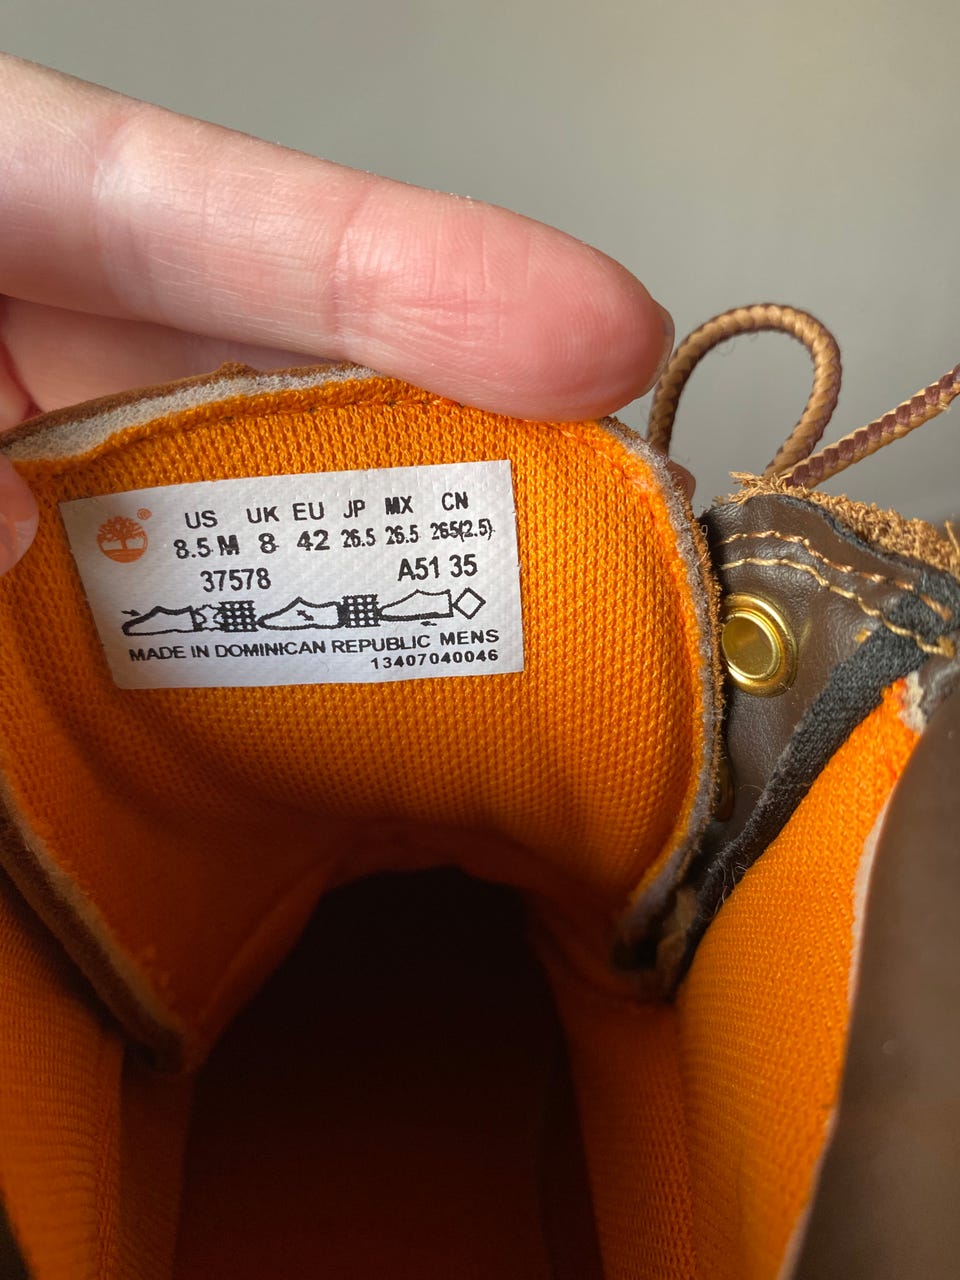 US UK EU JP MX CN
8.5 M 8 42 26.5 26.5 265(2.5)
37578 A51 35
MADE IN DOMINICAN REPUBLIC MENS
13407040046